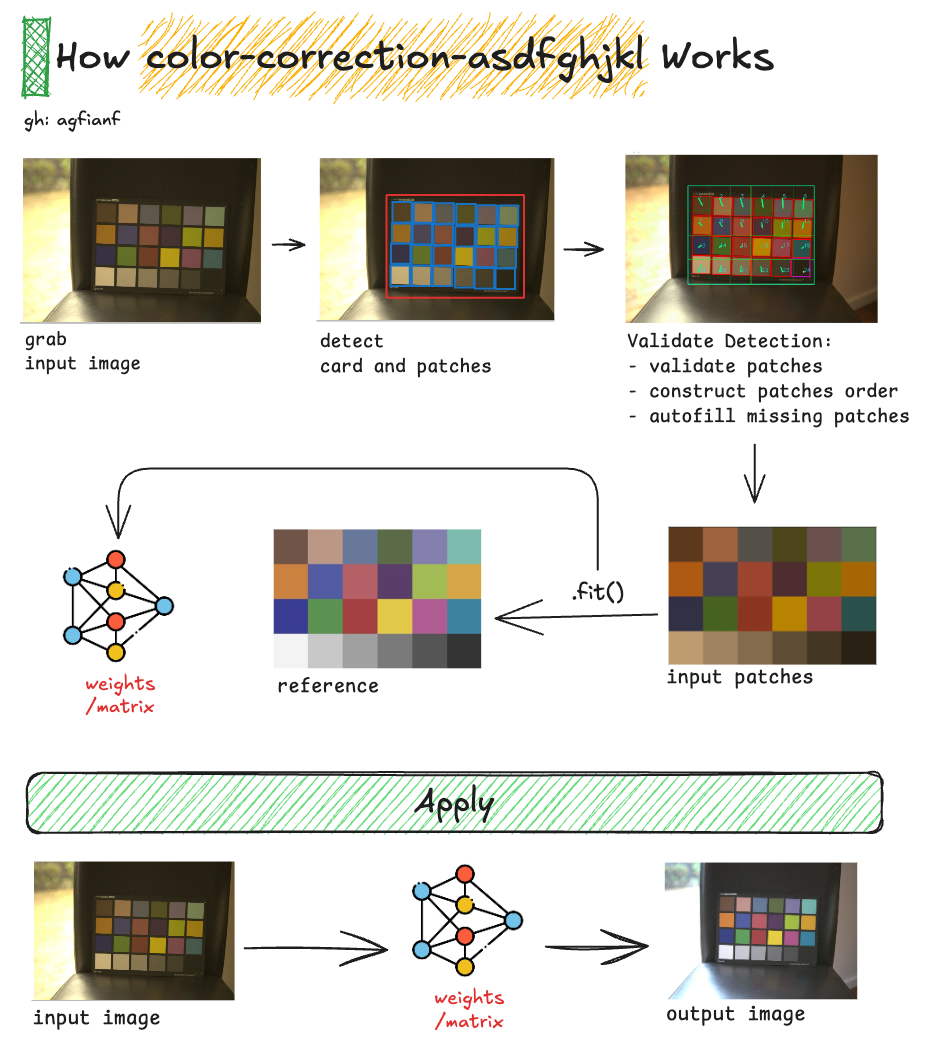 How color-correction-asdfghjkl Works
gh: agfianf
grab
input image
detect
card and patches
Validate Detection:
- validate patches
- construct patches order
- autofill missing patches
.fit()
weights
/matrix
reference
input patches
Apply
input image
weights
/matrix
output image